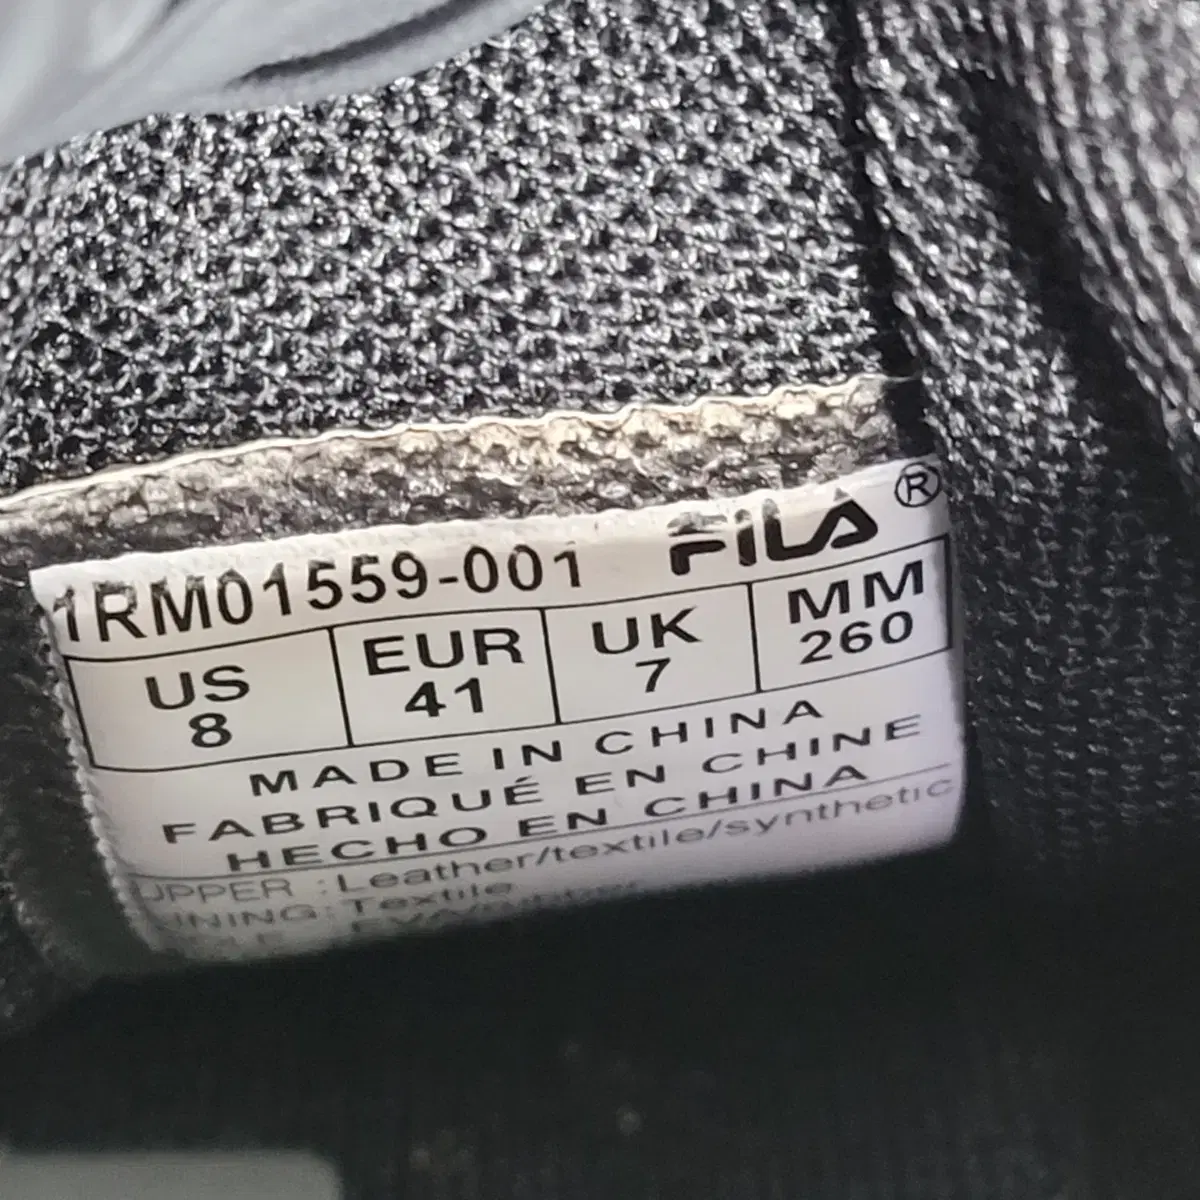 1RM01559-001 FILA ®
US EUR UK MM
8 41 7 260
MADE IN CHINA
FABRIQUÉ EN CHINE
HECHO EN CHINA
UPPER : Leather/textile/synthetic
Textile